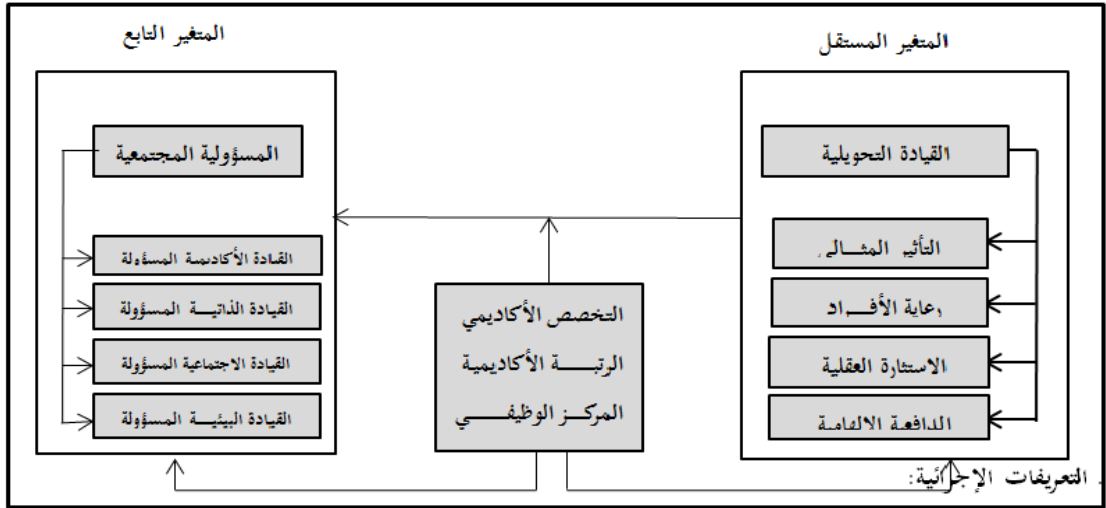 المتغير المستقل
القيادة التحويلية
التأثير المثالي
رعاية الأفراد
الاستثارة العقلية
الدافعية الالهامية
التخصص الأكاديمي
الرتبة الأكاديمية
المركز الوظيفي
المتغير التابع
المسؤولية المجتمعية
القيادة الأكاديمية المسؤولة
القيادة الذاتية المسؤولة
القيادة الاجتماعية المسؤولة
القيادة البيئية المسؤولة
. التعريفات الإجرائية: